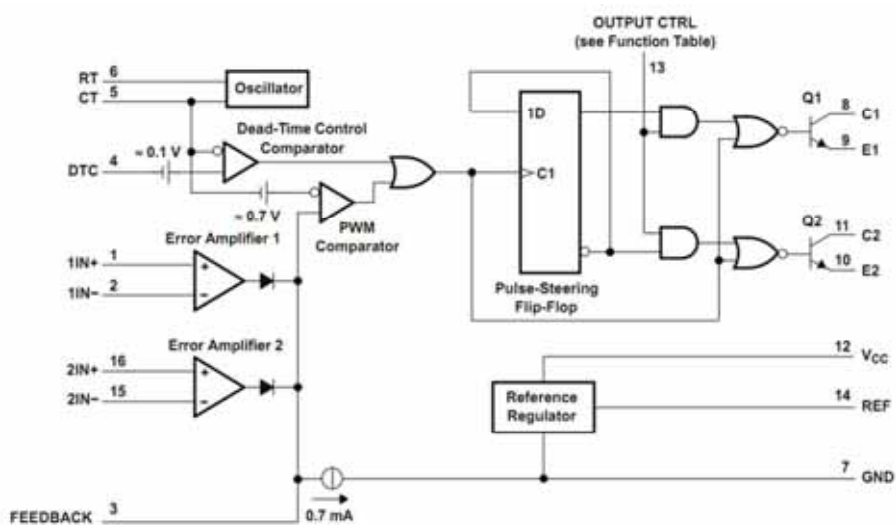 OUTPUT CTRL
(see Function Table)
13
RT 6
CT 5
Oscillator
Dead-Time Control
Comparator
≈ 0.1 V
DTC 4
≈ 0.7 V
PWM
Comparator
1D
C1
Pulse-Steering
Flip-Flop
Q1
8 C1
9 E1
Q2
11 C2
10 E2
Error Amplifier 1
1IN+ 1
1IN− 2
+
−
Error Amplifier 2
2IN+ 16
2IN− 15
+
−
12 VCC
Reference
Regulator
14 REF
7 GND
0.7 mA
FEEDBACK 3